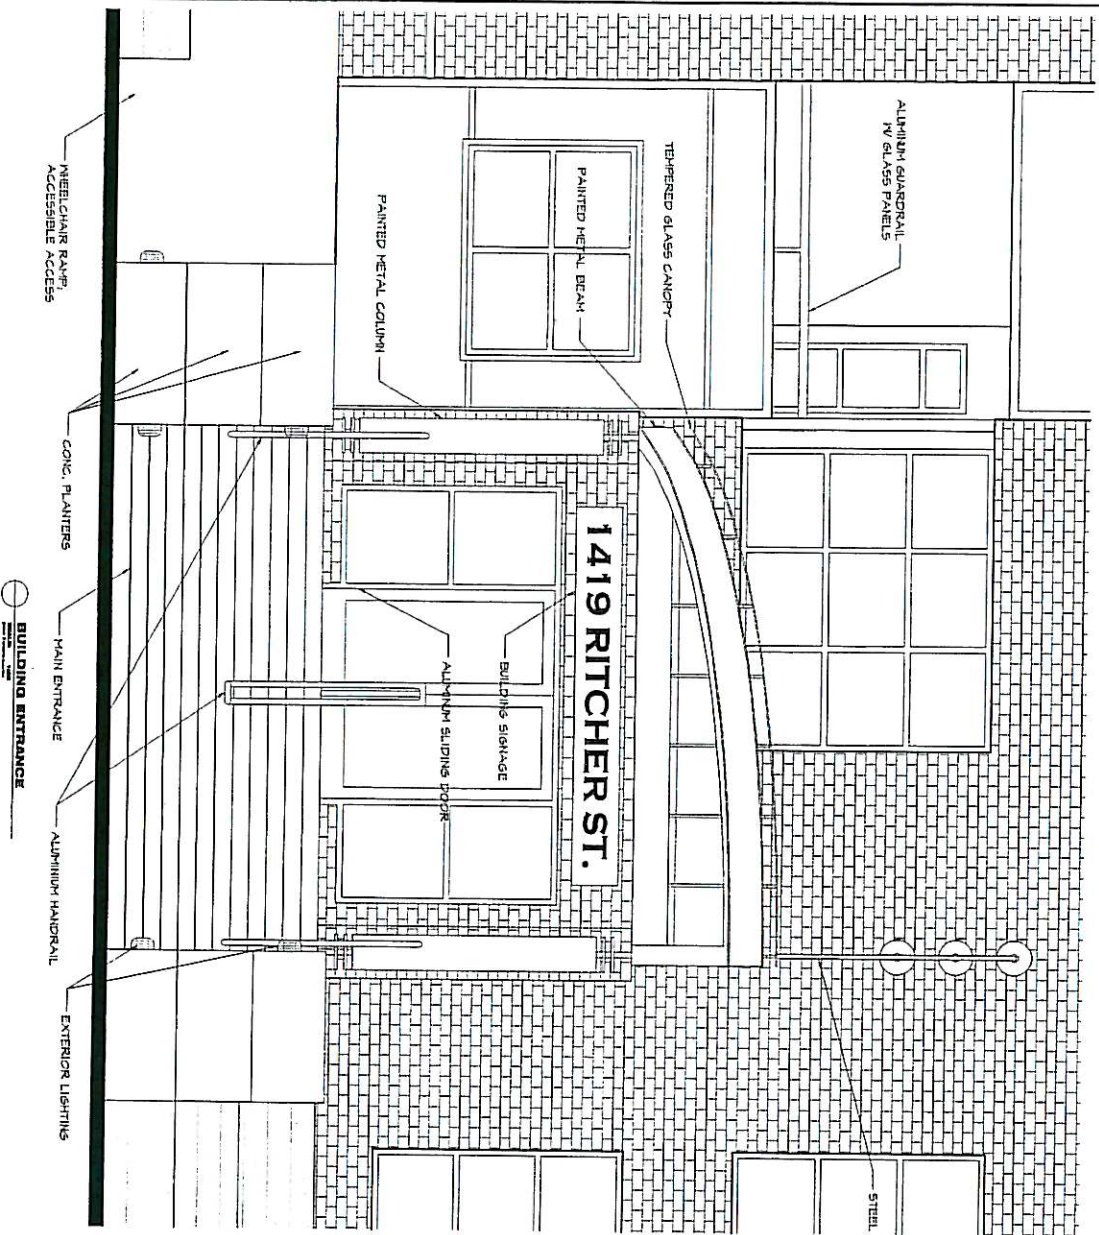 ALUMINUM GUARDRAIL
W/ GLASS PANELS
TEMPERED GLASS CANOPY
PAINTED METAL BEAM
PAINTED METAL COLUMN
STEEL
1419 RITCHER ST.
BUILDING SIGNAGE
ALUMINUM SLIDING DOOR
WHEELCHAIR RAMP,
ACCESSIBLE ACCESS
CONC. PLANTERS
MAIN ENTRANCE
ALUMINIUM HANDRAIL
EXTERIOR LIGHTING
BUILDING ENTRANCE